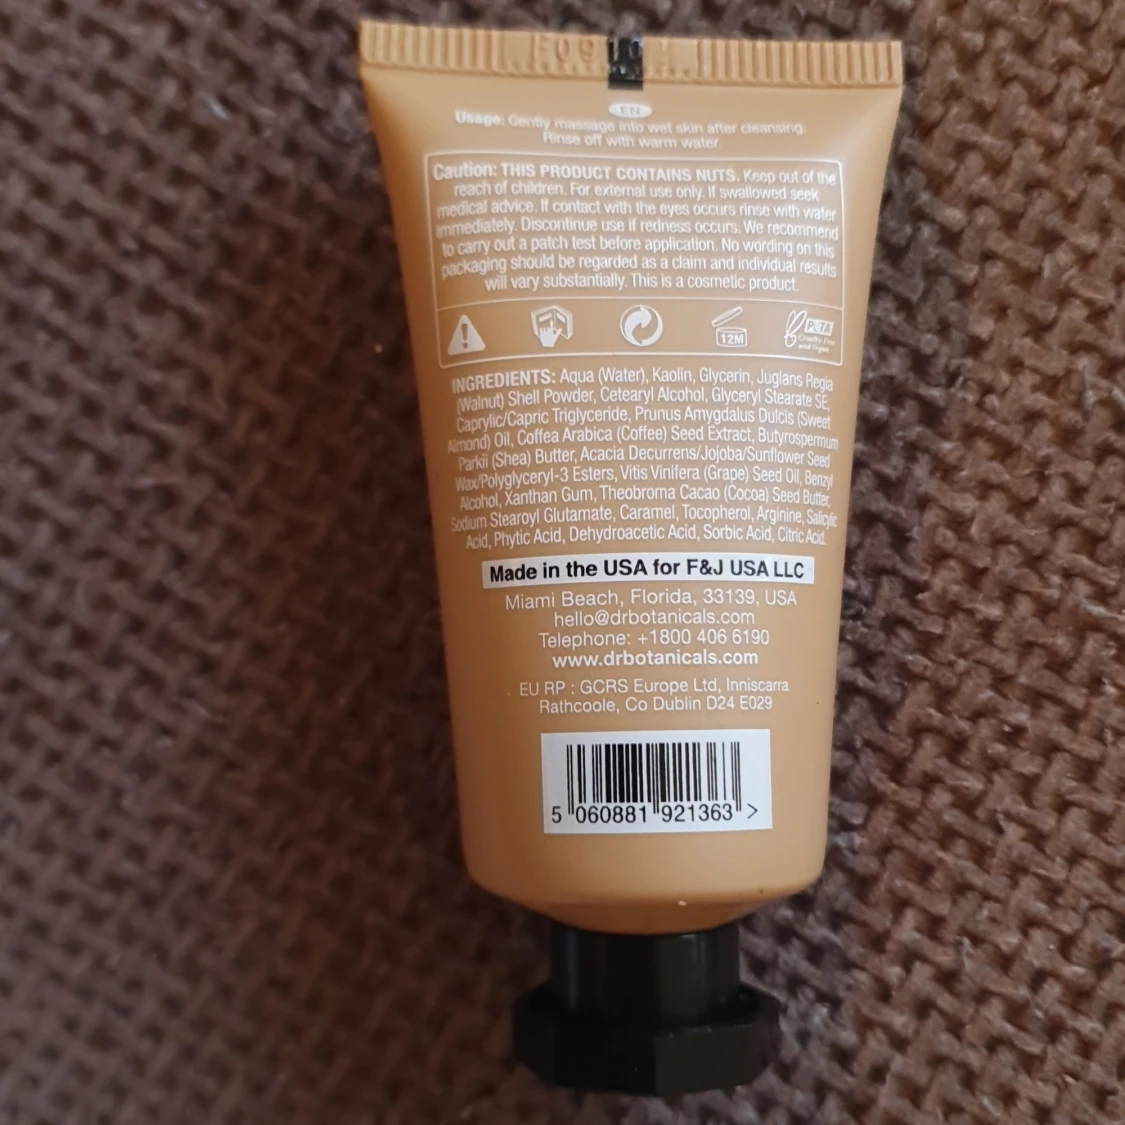 EN
Usage: Gently massage into wet skin after cleansing.
Rinse off with warm water
Caution: THIS PRODUCT CONTAINS NUTS. Keep out of the
reach of children. For external use only. If swallowed seek
medical advice. If contact with the eyes occurs rinse with water
immediately. Discontinue use if redness occurs. We recommend
to carry out a patch test before application. No wording on this
packaging should be regarded as a claim and individual results
will vary substantially. This is a cosmetic product.
12M
PETA
Cruelty-Free
and Vegan
INGREDIENTS: Aqua (Water), Kaolin, Glycerin, Juglans Regia
(Walnut) Shell Powder, Cetearyl Alcohol, Glyceryl Stearate SE,
Caprylic/Capric Triglyceride, Prunus Amygdalus Dulcis (Sweet
Almond) Oil, Coffea Arabica (Coffee) Seed Extract, Butyrospermum
Parkii (Shea) Butter, Acacia Decurrens/Jojoba/Sunflower Seed
Wax/Polyglyceryl-3 Esters, Vitis Vinifera (Grape) Seed Oil, Benzyl
Alcohol, Xanthan Gum, Theobroma Cacao (Cocoa) Seed Butter,
Sodium Stearoyl Glutamate, Caramel, Tocopherol, Arginine, Salicylic
Acid, Phytic Acid, Dehydroacetic Acid, Sorbic Acid, Citric Acid.
Made in the USA for F&J USA LLC
Miami Beach, Florida, 33139, USA
hello@drbotanicals.com
Telephone: +1800 406 6190
www.drbotanicals.com
EU RP : GCRS Europe Ltd, Inniscarra
Rathcoole, Co Dublin D24 E029
5 060881 921363 >